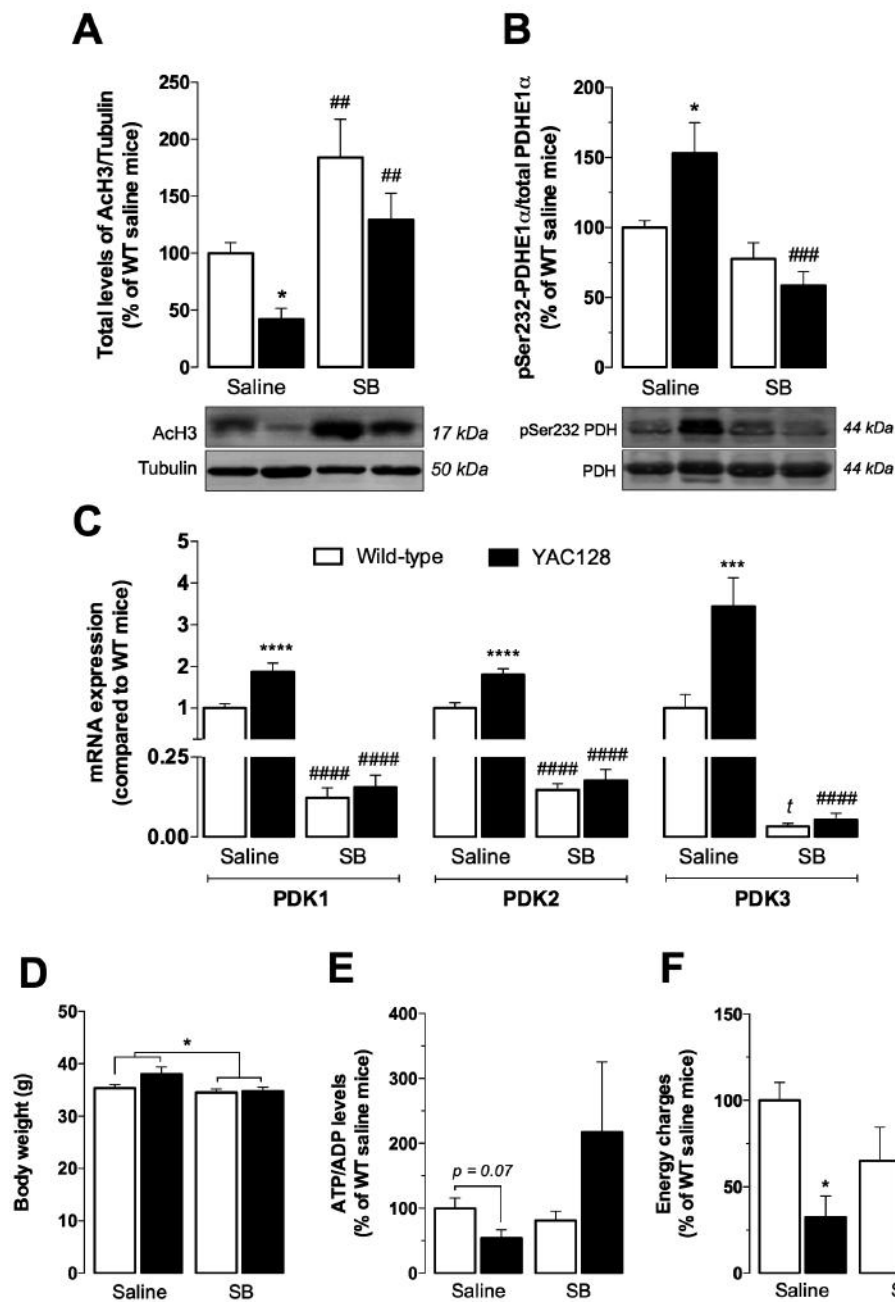 A
Total levels of AcH3/Tubulin
(% of WT saline mice)
250
200
150
100
50
0
##
##
*
Saline SB
AcH3 17 kDa
Tubulin 50 kDa
B
pSer232-PDHE1α/total PDHE1α
(% of WT saline mice)
200
150
100
50
0
*
###
Saline SB
pSer232 PDH 44 kDa
PDH 44 kDa
C
Wild-type YAC128
mRNA expression
(compared to WT mice)
5
4
3
2
1
0.25
0.00
**** **** ***
#### #### #### #### t ####
Saline SB Saline SB Saline SB
PDK1 PDK2 PDK3
D
Body weight (g)
50
40
30
20
10
0
*
Saline SB
E
ATP/ADP levels
(% of WT saline mice)
400
300
200
100
0
p = 0.07
Saline SB
F
Energy charges
(% of WT saline mice)
150
100
50
0
*
Saline